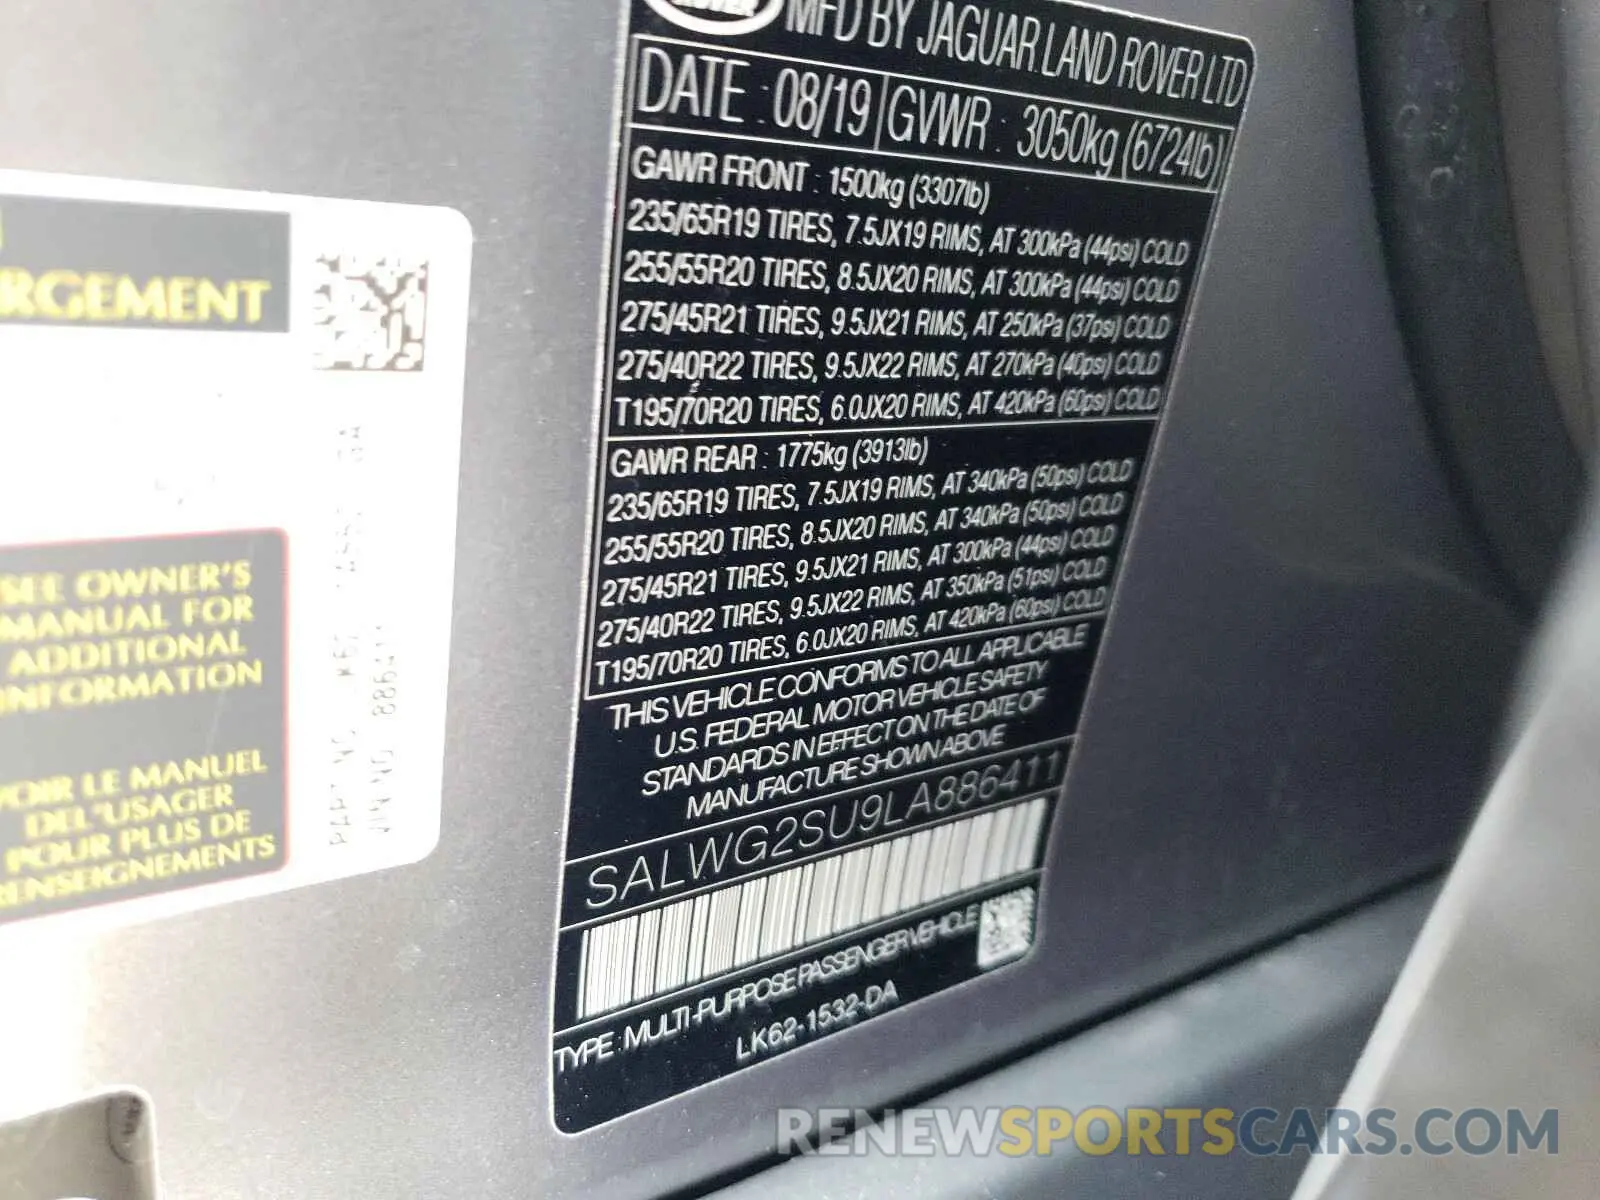 ROVER
MFD BY JAGUAR LAND ROVER LTD
DATE : 08/19 GVWR : 3050kg (6724lb)
GAWR FRONT : 1500kg (3307lb)
235/65R19 TIRES, 7.5JX19 RIMS, AT 300kPa (44psi) COLD
255/55R20 TIRES, 8.5JX20 RIMS, AT 300kPa (44psi) COLD
275/45R21 TIRES, 9.5JX21 RIMS, AT 250kPa (37psi) COLD
275/40R22 TIRES, 9.5JX22 RIMS, AT 270kPa (40psi) COLD
T195/70R20 TIRES, 6.0JX20 RIMS, AT 420kPa (60psi) COLD
GAWR REAR : 1775kg (3913lb)
235/65R19 TIRES, 7.5JX19 RIMS, AT 340kPa (50psi) COLD
255/55R20 TIRES, 8.5JX20 RIMS, AT 340kPa (50psi) COLD
275/45R21 TIRES, 9.5JX21 RIMS, AT 300kPa (44psi) COLD
275/40R22 TIRES, 9.5JX22 RIMS, AT 350kPa (51psi) COLD
T195/70R20 TIRES, 6.0JX20 RIMS, AT 420kPa (60psi) COLD
THIS VEHICLE CONFORMS TO ALL APPLICABLE
U.S. FEDERAL MOTOR VEHICLE SAFETY
STANDARDS IN EFFECT ON THE DATE OF
MANUFACTURE SHOWN ABOVE
SALWG2SU9LA886411
TYPE : MULTI-PURPOSE PASSENGER VEHICLE
LK62-1532-DA
RGEMENT
SEE OWNER'S
MANUAL FOR
ADDITIONAL
INFORMATION
VOIR LE MANUEL
DEL'USAGER
POUR PLUS DE
RENSEIGNEMENTS
PART NO
VIN NO 886411
RENEWSPORTSCARS.COM